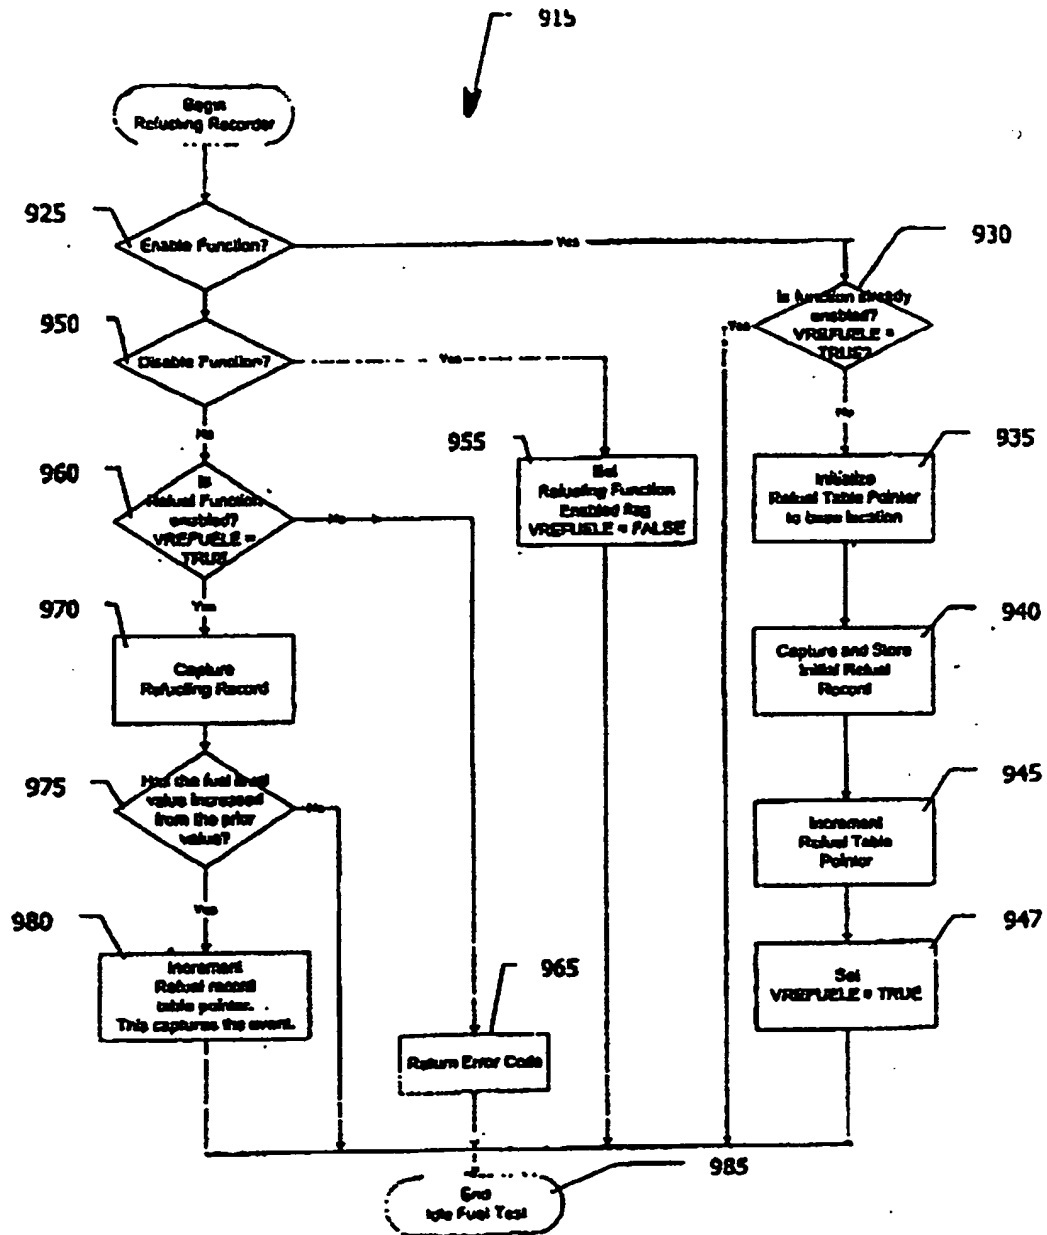 915
Begin
Refueling Recorder
925
Enable Function?
Yes
930
Is function already
enabled?
VREFUELE =
TRUE?
Yes
No
950
Disable Function?
Yes
No
955
Set
Refueling Function
Enabled flag
VREFUELE = FALSE
935
Initialize
Refuel Table Pointer
to base location
960
Is
Refuel Function
enabled?
VREFUELE =
TRUE
No
Yes
970
Capture
Refueling Record
940
Capture and Store
Initial Refuel
Record
975
Has the fuel level
value increased
from the prior
value?
No
Yes
945
Increment
Refuel Table
Pointer
980
Increment
Refuel record
table pointer.
This captures the event.
965
Return Error Code
947
Set
VREFUELE = TRUE
985
End
Idle Fuel Test